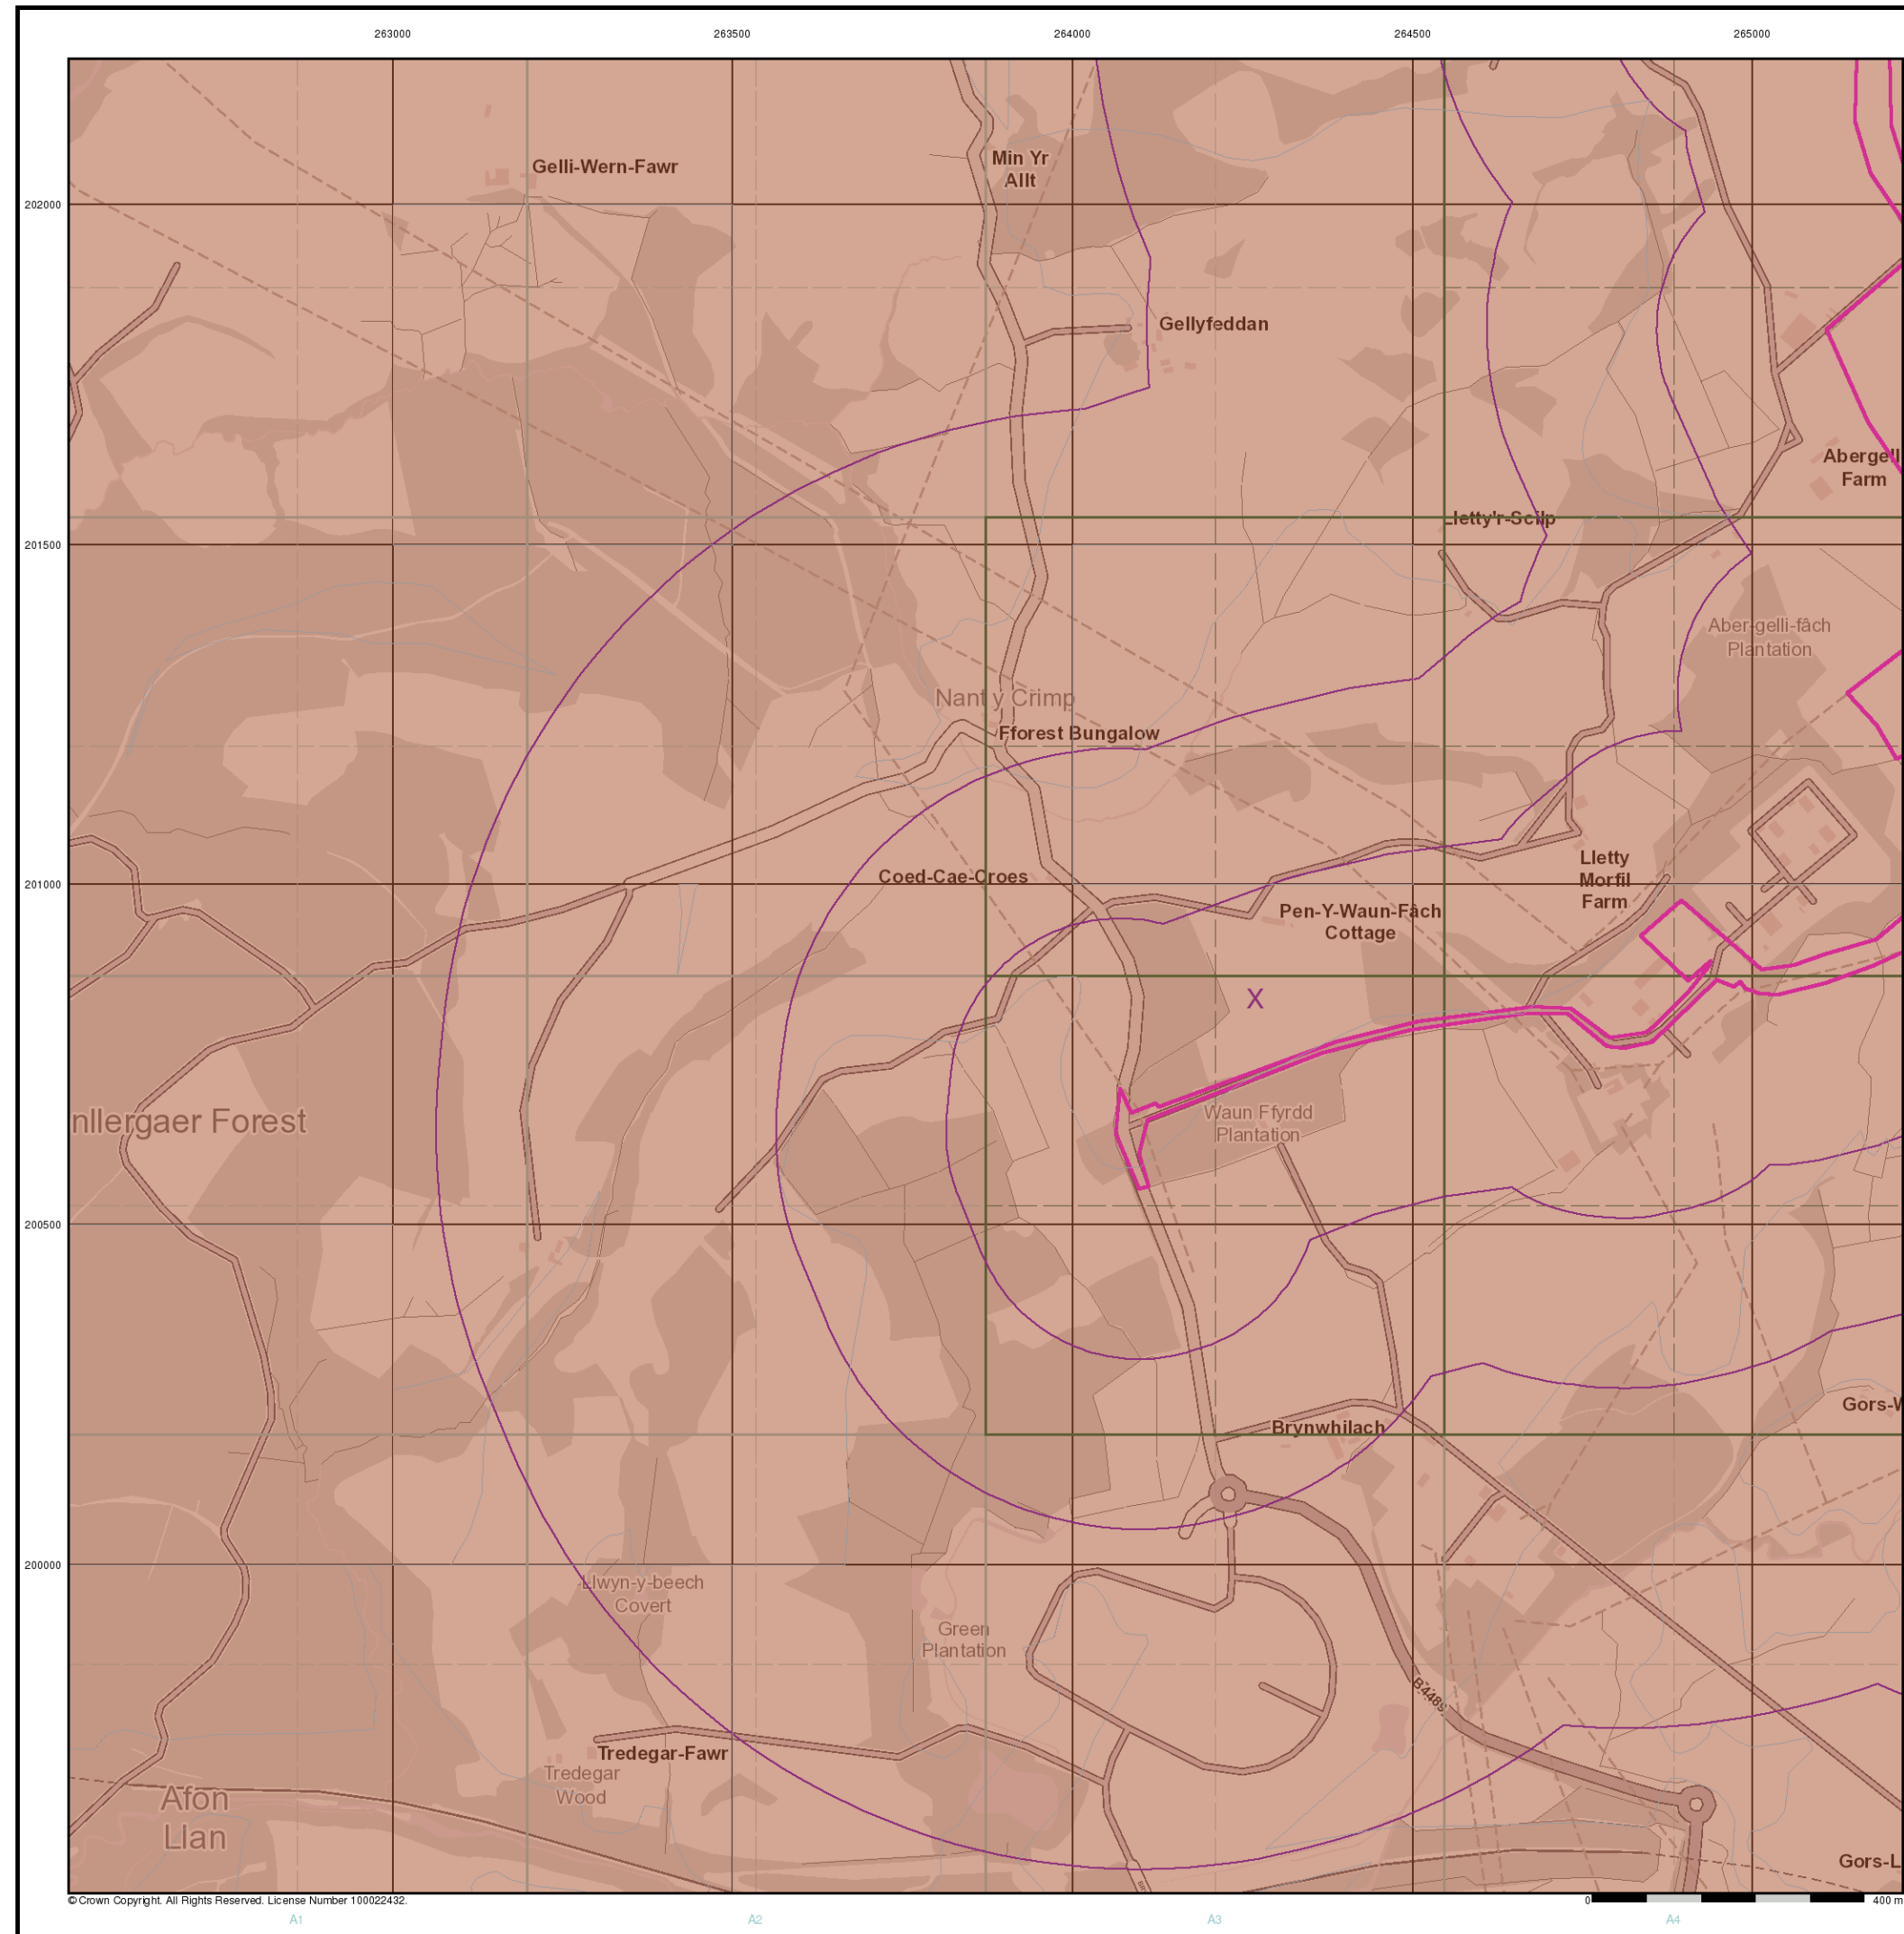 263000 263500 264000 264500 265000
Min Yr
Allt
Gelli-Wern-Fawr
202000
Gellyfeddan
Abergell
Farm
Lletty'r-Scilp
201500
Aber-gelli-fâch
Plantation
Nant y Crimp
Fforest Bungalow
Lletty
Morfil
Farm
Coed-Cae-Croes
201000
Pen-Y-Waun-Fâch
Cottage
X
nllergaer Forest
Waun Ffyrdd
Plantation
200500
Gors-W
Brynwhilach
200000
Llwyn-y-beech
Covert
Green
Plantation
B4489
Tredegar-Fawr
Tredegar
Wood
Afon
Llan
Gors-L
© Crown Copyright. All Rights Reserved. License Number 100022432.
0 400 m
A1 A2 A3 A4